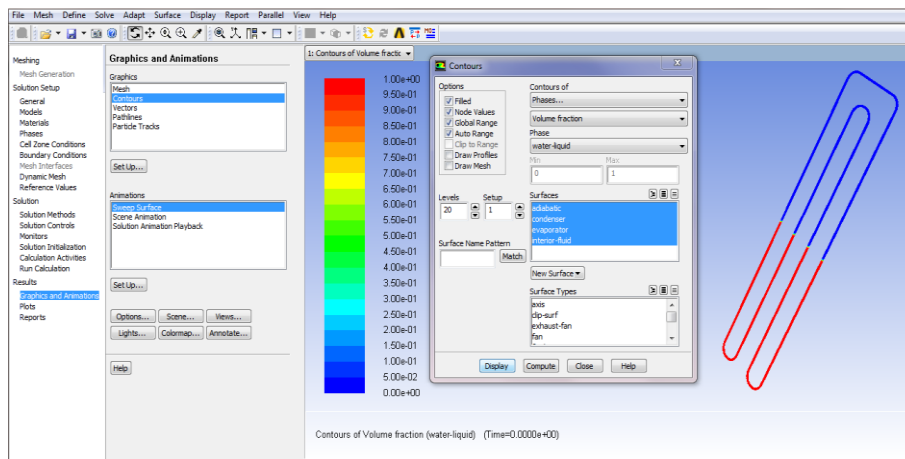 File Mesh Define Solve Adapt Surface Display Report Parallel View Help
Meshing
Mesh Generation
Solution Setup
General
Models
Materials
Phases
Cell Zone Conditions
Boundary Conditions
Mesh Interfaces
Dynamic Mesh
Reference Values
Solution
Solution Methods
Solution Controls
Monitors
Solution Initialization
Calculation Activities
Run Calculation
Results
Graphics and Animations
Plots
Reports
Graphics and Animations
Graphics
Mesh
Contours
Vectors
Pathlines
Particle Tracks
Set Up...
Animations
Sweep Surface
Scene Animation
Solution Animation Playback
Set Up...
Options... Scene... Views...
Lights... Colormap... Annotate...
Help
1: Contours of Volume fractic
1.00e+00
9.50e-01
9.00e-01
8.50e-01
8.00e-01
7.50e-01
7.00e-01
6.50e-01
6.00e-01
5.50e-01
5.00e-01
4.50e-01
4.00e-01
3.50e-01
3.00e-01
2.50e-01
2.00e-01
1.50e-01
1.00e-01
5.00e-02
0.00e+00
Contours
Options
Filled
Node Values
Global Range
Auto Range
Clip to Range
Draw Profiles
Draw Mesh
Levels Setup
20 1
Surface Name Pattern
Match
Contours of
Phases...
Volume fraction
Phase
water-liquid
Min Max
0 1
Surfaces
adiabatic
condenser
evaporator
interior-fluid
New Surface
Surface Types
axis
clip-surf
exhaust-fan
fan
Display Compute Close Help
Contours of Volume fraction (water-liquid) (Time=0.0000e+00)